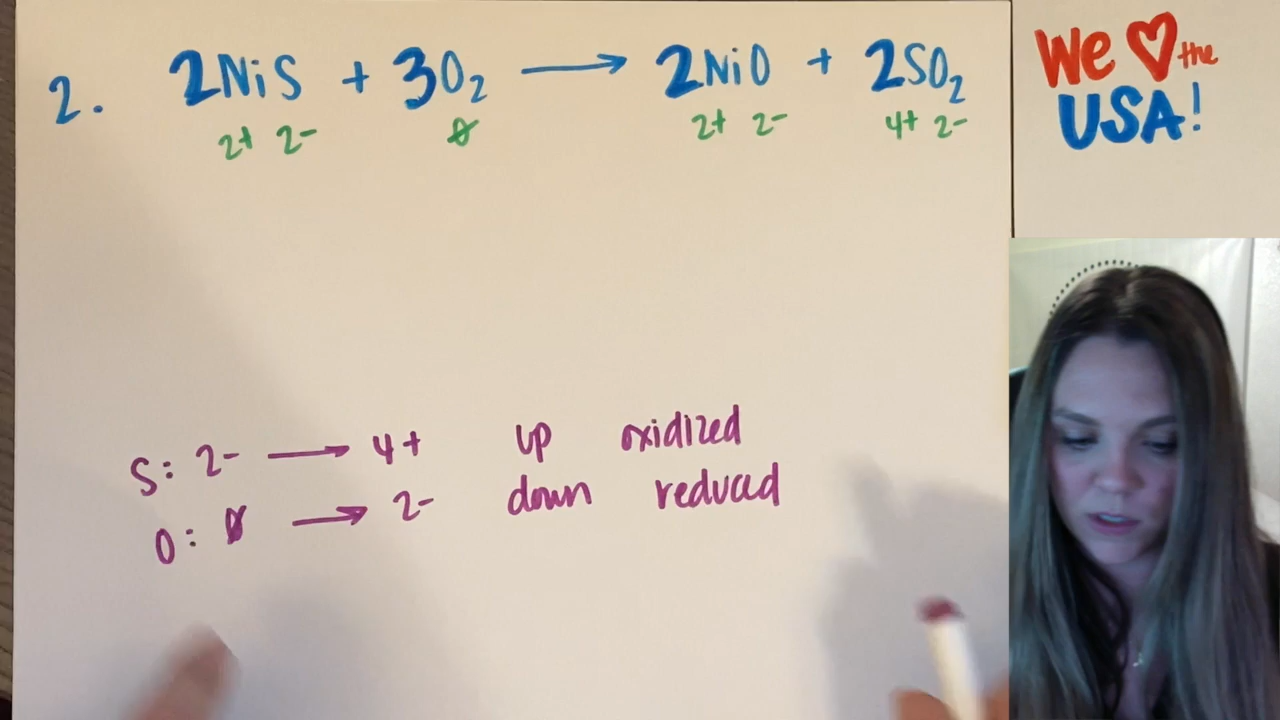 2. 2NiS + 3O₂ ⟶ 2NiO + 2SO₂
2+ 2- 0 2+ 2- 4+ 2-
S: 2- ⟶ 4+ up oxidized
O: 0 ⟶ 2- down reduced
We ♥ the
USA!